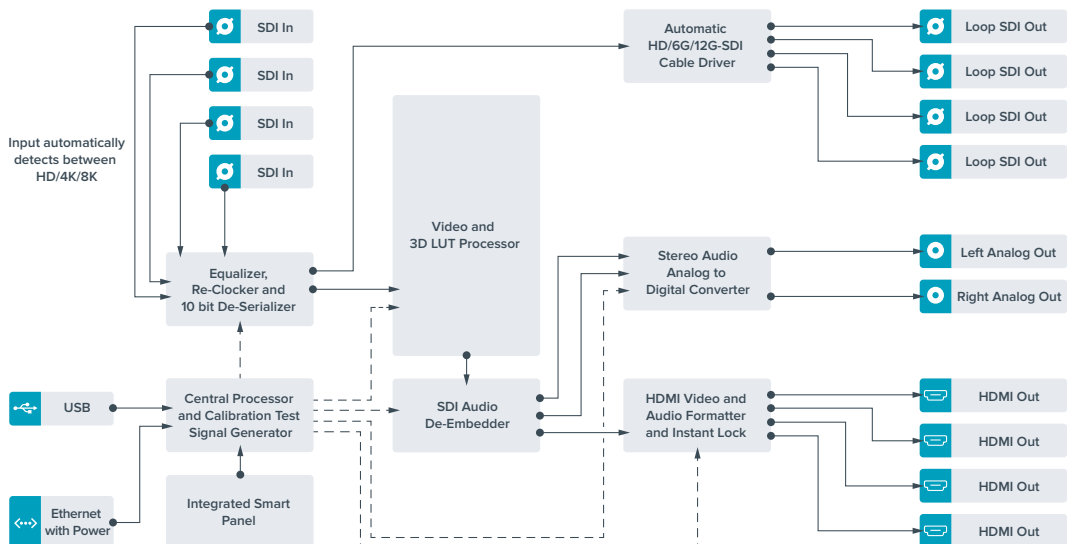 SDI In
SDI In
SDI In
SDI In
Input automatically
detects between
HD/4K/8K
Equalizer,
Re-Clocker and
10 bit De-Serializer
USB
Central Processor
and Calibration Test
Signal Generator
Ethernet
with Power
Integrated Smart
Panel
Video and
3D LUT Processor
SDI Audio
De-Embedder
Automatic
HD/6G/12G-SDI
Cable Driver
Stereo Audio
Analog to
Digital Converter
HDMI Video and
Audio Formatter
and Instant Lock
Loop SDI Out
Loop SDI Out
Loop SDI Out
Loop SDI Out
Left Analog Out
Right Analog Out
HDMI Out
HDMI Out
HDMI Out
HDMI Out